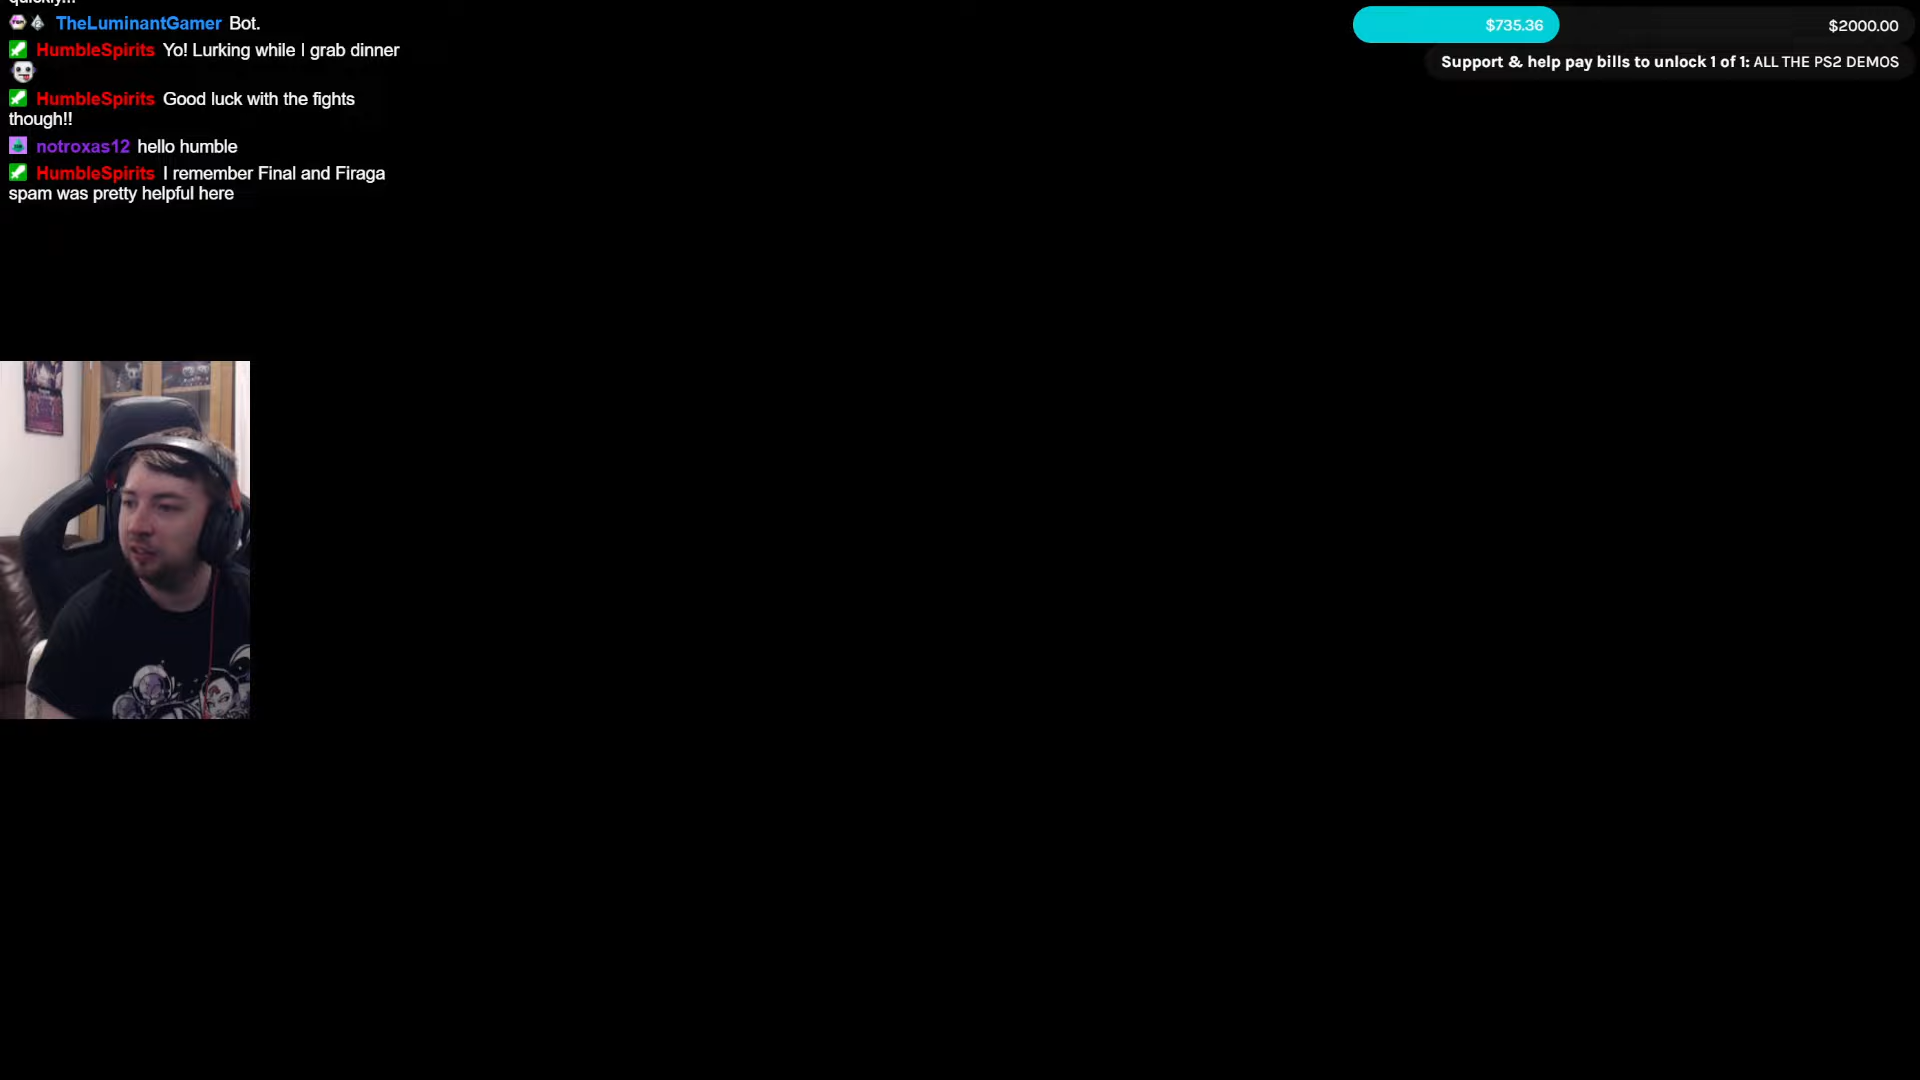 quickly...
TheLuminantGamer Bot.
HumbleSpirits Yo! Lurking while I grab dinner
HumbleSpirits Good luck with the fights
though!!
notroxas12 hello humble
HumbleSpirits I remember Final and Firaga
spam was pretty helpful here
$735.36 $2000.00
Support & help pay bills to unlock 1 of 1: ALL THE PS2 DEMOS